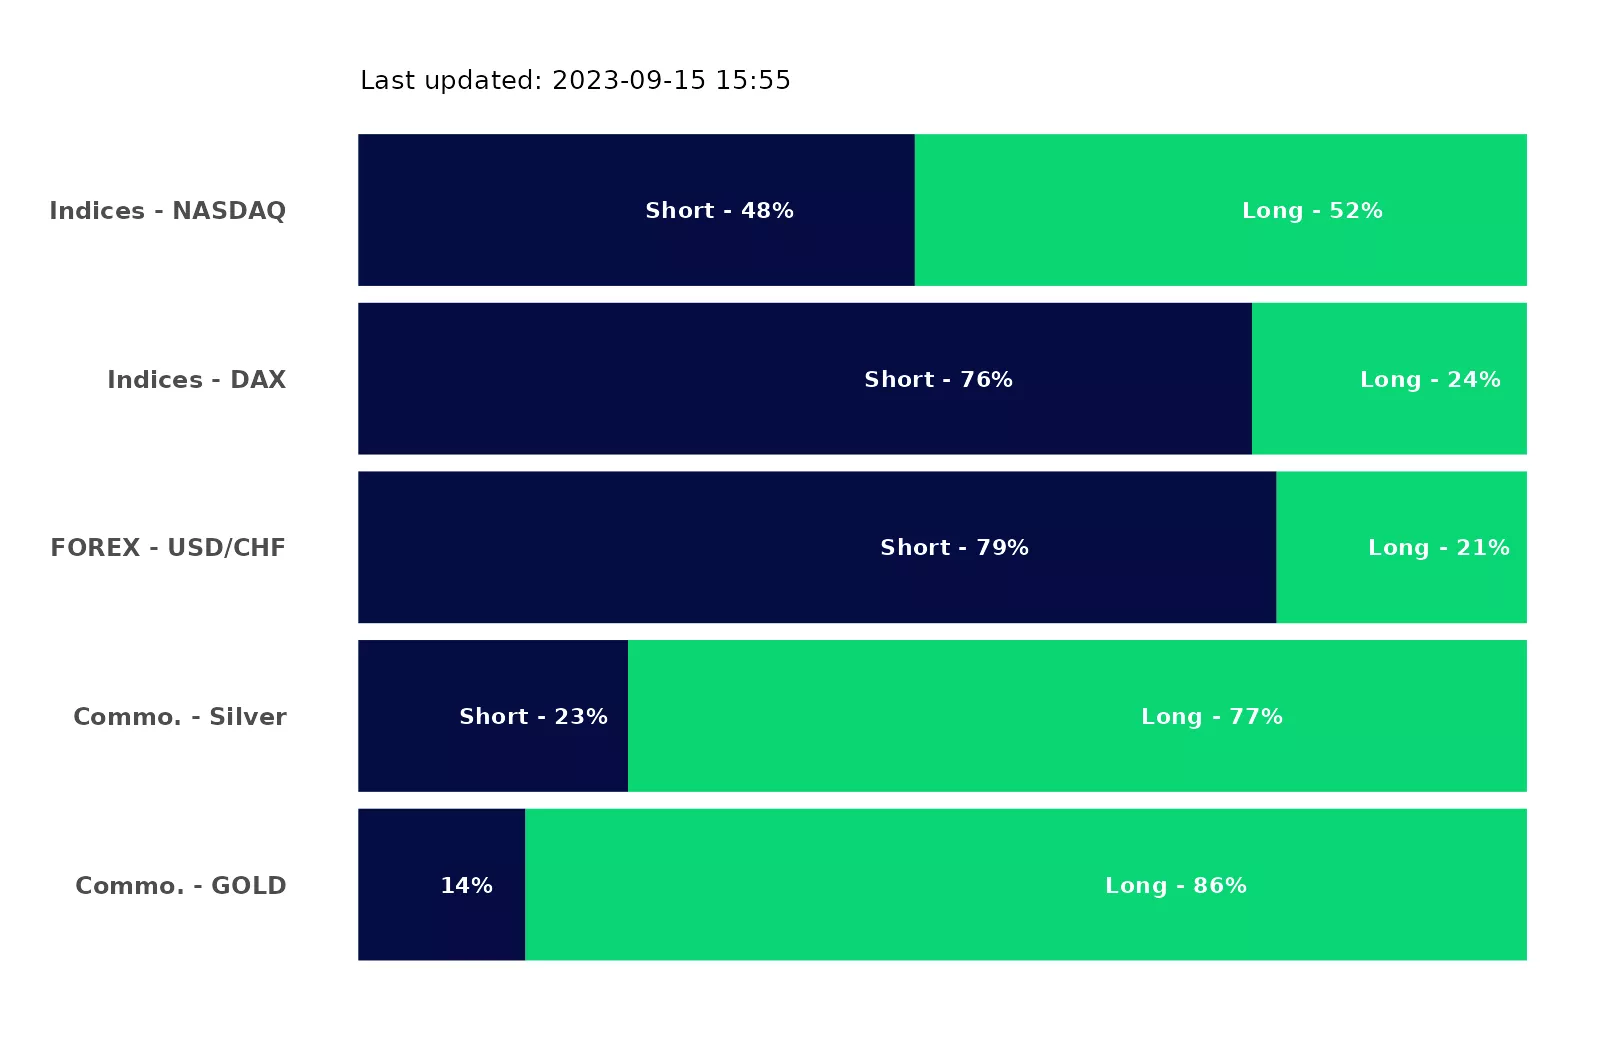 Last updated: 2023-09-15 15:55
Indices - NASDAQ Short - 48% Long - 52%
Indices - DAX Short - 76% Long - 24%
FOREX - USD/CHF Short - 79% Long - 21%
Commo. - Silver Short - 23% Long - 77%
Commo. - GOLD 14% Long - 86%